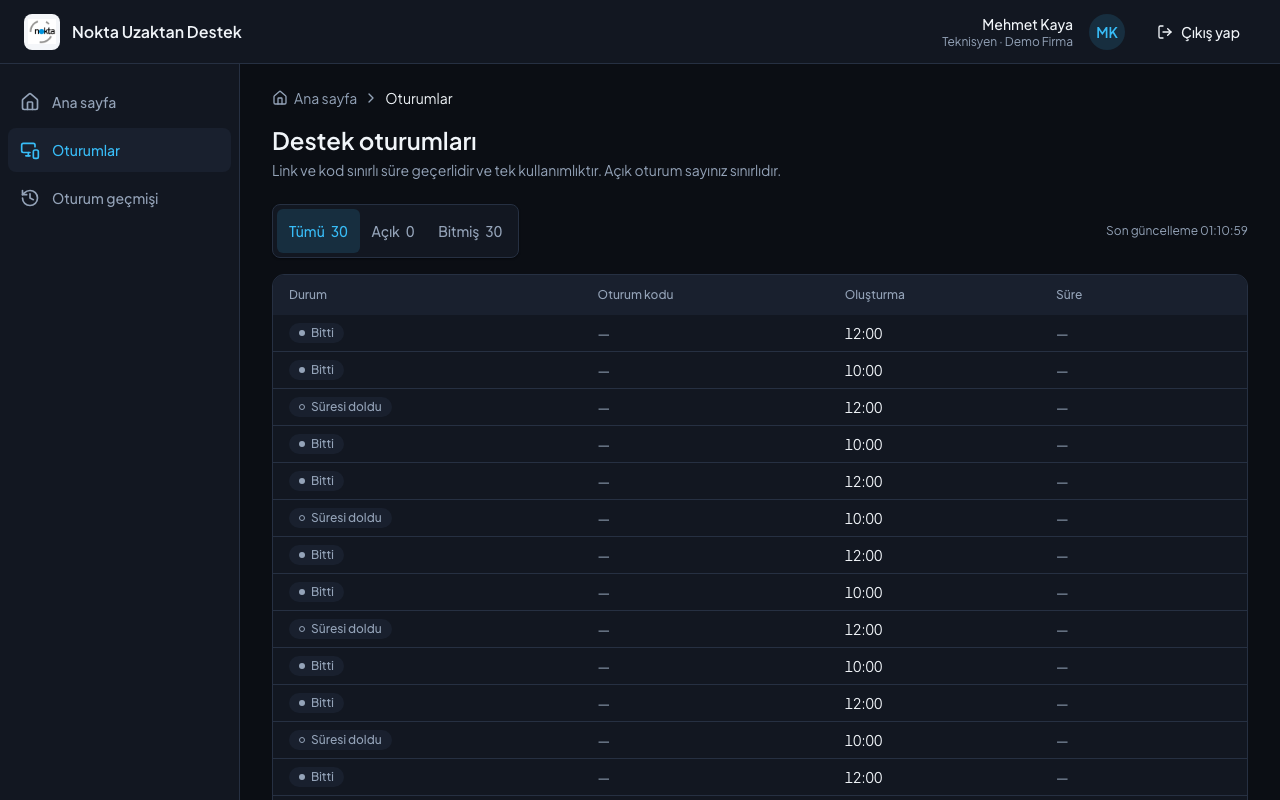 nokta
Nokta Uzaktan Destek
Mehmet Kaya
Teknisyen · Demo Firma
MK
Çıkış yap
Ana sayfa
Oturumlar
Oturum geçmişi
Ana sayfa > Oturumlar
Destek oturumları
Link ve kod sınırlı süre geçerlidir ve tek kullanımlıktır. Açık oturum sayınız sınırlıdır.
Tümü 30 Açık 0 Bitmiş 30
Son güncelleme 01:10:59
Durum Oturum kodu Oluşturma Süre
Bitti — 12:00 —
Bitti — 10:00 —
Süresi doldu — 12:00 —
Bitti — 10:00 —
Bitti — 12:00 —
Süresi doldu — 10:00 —
Bitti — 12:00 —
Bitti — 10:00 —
Süresi doldu — 12:00 —
Bitti — 10:00 —
Bitti — 12:00 —
Süresi doldu — 10:00 —
Bitti — 12:00 —